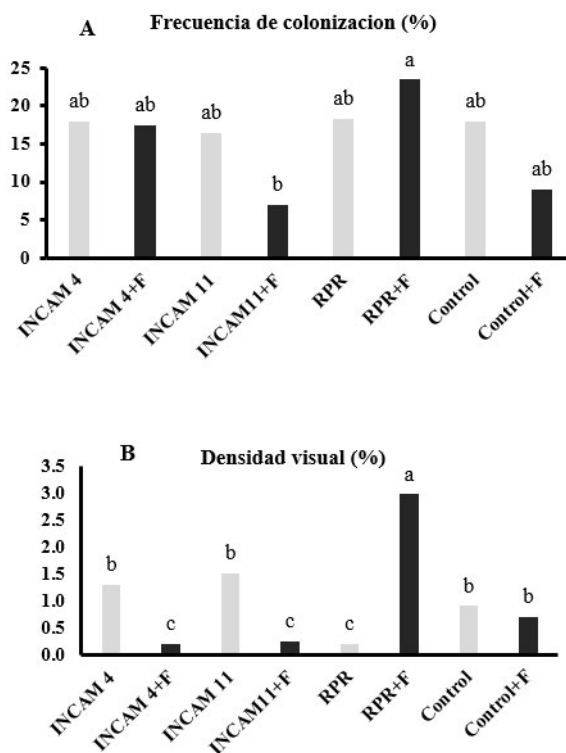 A Frecuencia de colonizacion (%)
25
20
15
10
5
0
ab ab ab b ab a ab ab
INCAM 4 INCAM 4+F INCAM 11 INCAM11+F RPR RPR+F Control Control+F
B Densidad visual (%)
3.5
3.0
2.5
2.0
1.5
1.0
0.5
0.0
b c b c c a b b
INCAM 4 INCAM 4+F INCAM 11 INCAM11+F RPR RPR+F Control Control+F